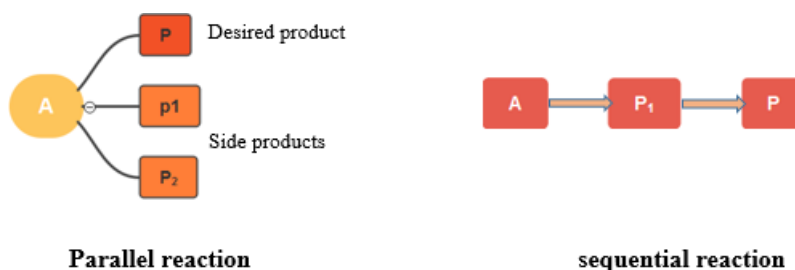 P Desired product
A p1
Side products
P₂
A P₁ P
Parallel reaction sequential reaction